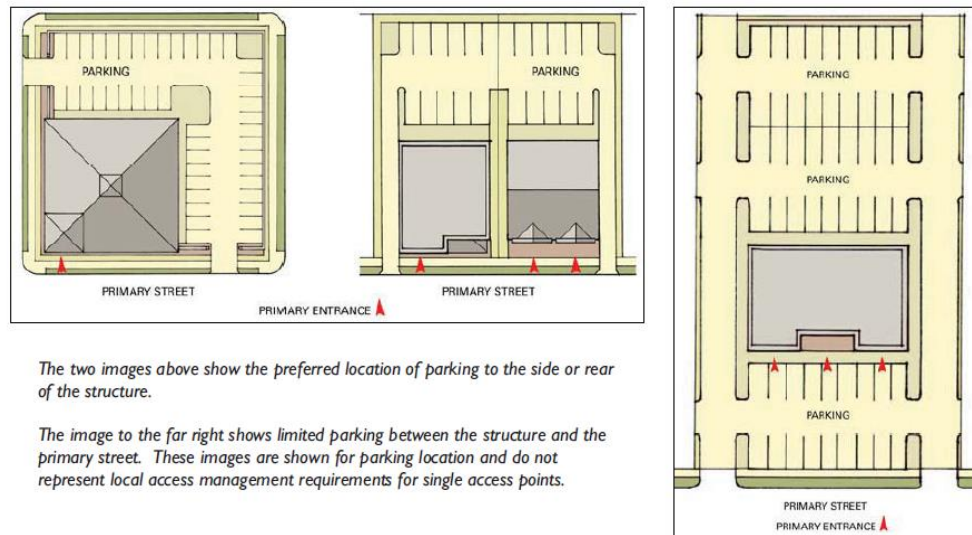 PARKING
PARKING
PRIMARY STREET
PRIMARY STREET
PRIMARY ENTRANCE
The two images above show the preferred location of parking to the side or rear
of the structure.
The image to the far right shows limited parking between the structure and the
primary street. These images are shown for parking location and do not
represent local access management requirements for single access points.
PARKING
PARKING
PARKING
PRIMARY STREET
PRIMARY ENTRANCE